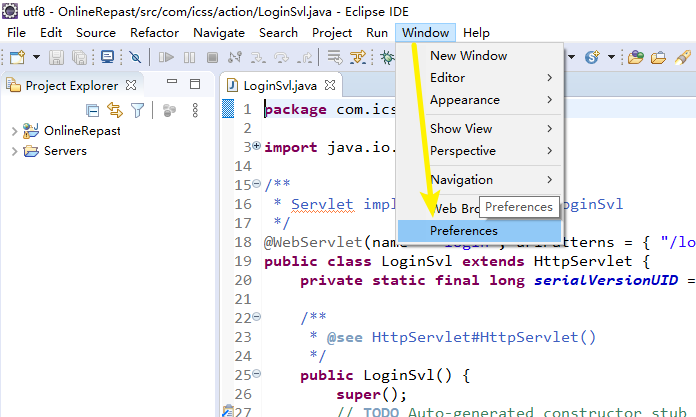 utf8 - OnlineRepast/src/com/icss/action/LoginSvl.java - Eclipse IDE
File Edit Source Refactor Navigate Search Project Run Window Help
Project Explorer
LoginSvl.java
New Window
Editor
Appearance
Show View
Perspective
Navigation
Web Bro
Preferences
Preferences
OnlineRepast
Servers
1 package com.ics
2
3 import java.io.
14
15 /**
16 * Servlet impl oginSvl
17 */
18 @WebServlet(name "/lo
19 public class LoginSvl extends HttpServlet {
20 private static final long serialVersionUID =
21
22 /**
23 * @see HttpServlet#HttpServlet()
24 */
25 public LoginSvl() {
26 super();
27 // TODO Auto-generated constructor stub